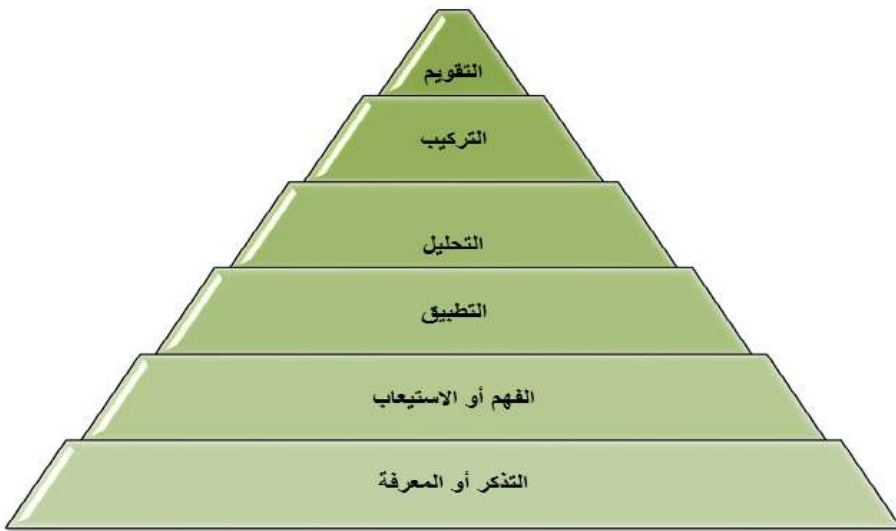 التقويم
التركيب
التحليل
التطبيق
الفهم أو الاستيعاب
التذكر أو المعرفة